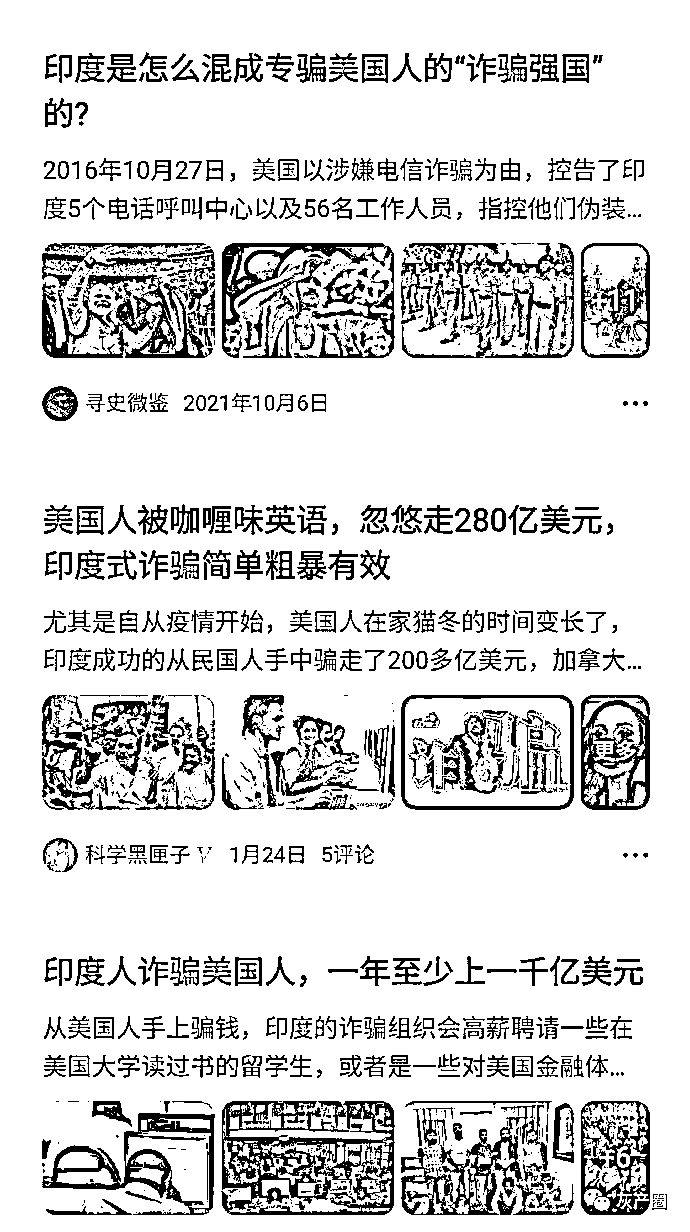 印度是怎么混成专骗美国人的“诈骗强国”
的?
2016年10月27日，美国以涉嫌电信诈骗为由，控告了印
度5个电话呼叫中心以及56名工作人员，指控他们伪装...
+11
寻史微鉴 2021年10月6日
美国人被咖喱味英语，忽悠走280亿美元，
印度式诈骗简单粗暴有效
尤其是自从疫情开始，美国人在家猫冬的时间变长了，
印度成功的从民国人手中骗走了200多亿美元，加拿大...
更多
科学黑匣子 V 1月24日 5评论
印度人诈骗美国人，一年至少上一千亿美元
从美国人手上骗钱，印度的诈骗组织会高薪聘请一些在
美国大学读过书的留学生，或者是一些对美国金融体...
+6
灰产圈